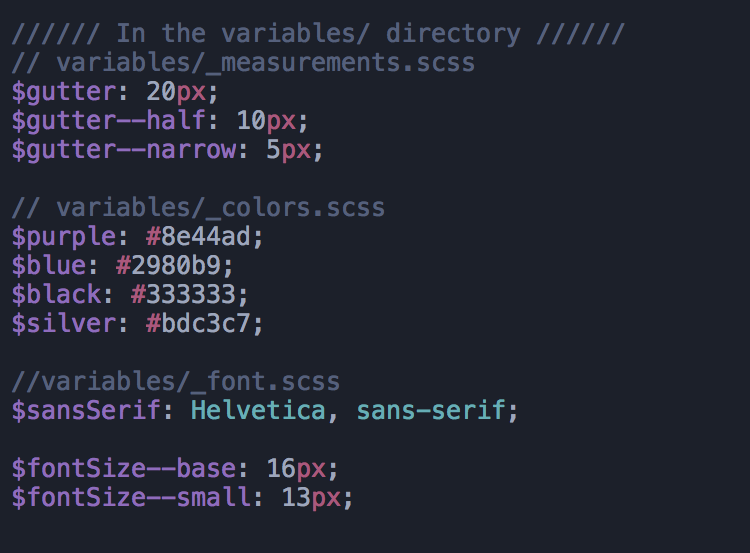 ////// In the variables/ directory //////
// variables/_measurements.scss
$gutter: 20px;
$gutter--half: 10px;
$gutter--narrow: 5px;
// variables/_colors.scss
$purple: #8e44ad;
$blue: #2980b9;
$black: #333333;
$silver: #bdc3c7;
//variables/_font.scss
$sansSerif: Helvetica, sans-serif;
$fontSize--base: 16px;
$fontSize--small: 13px;